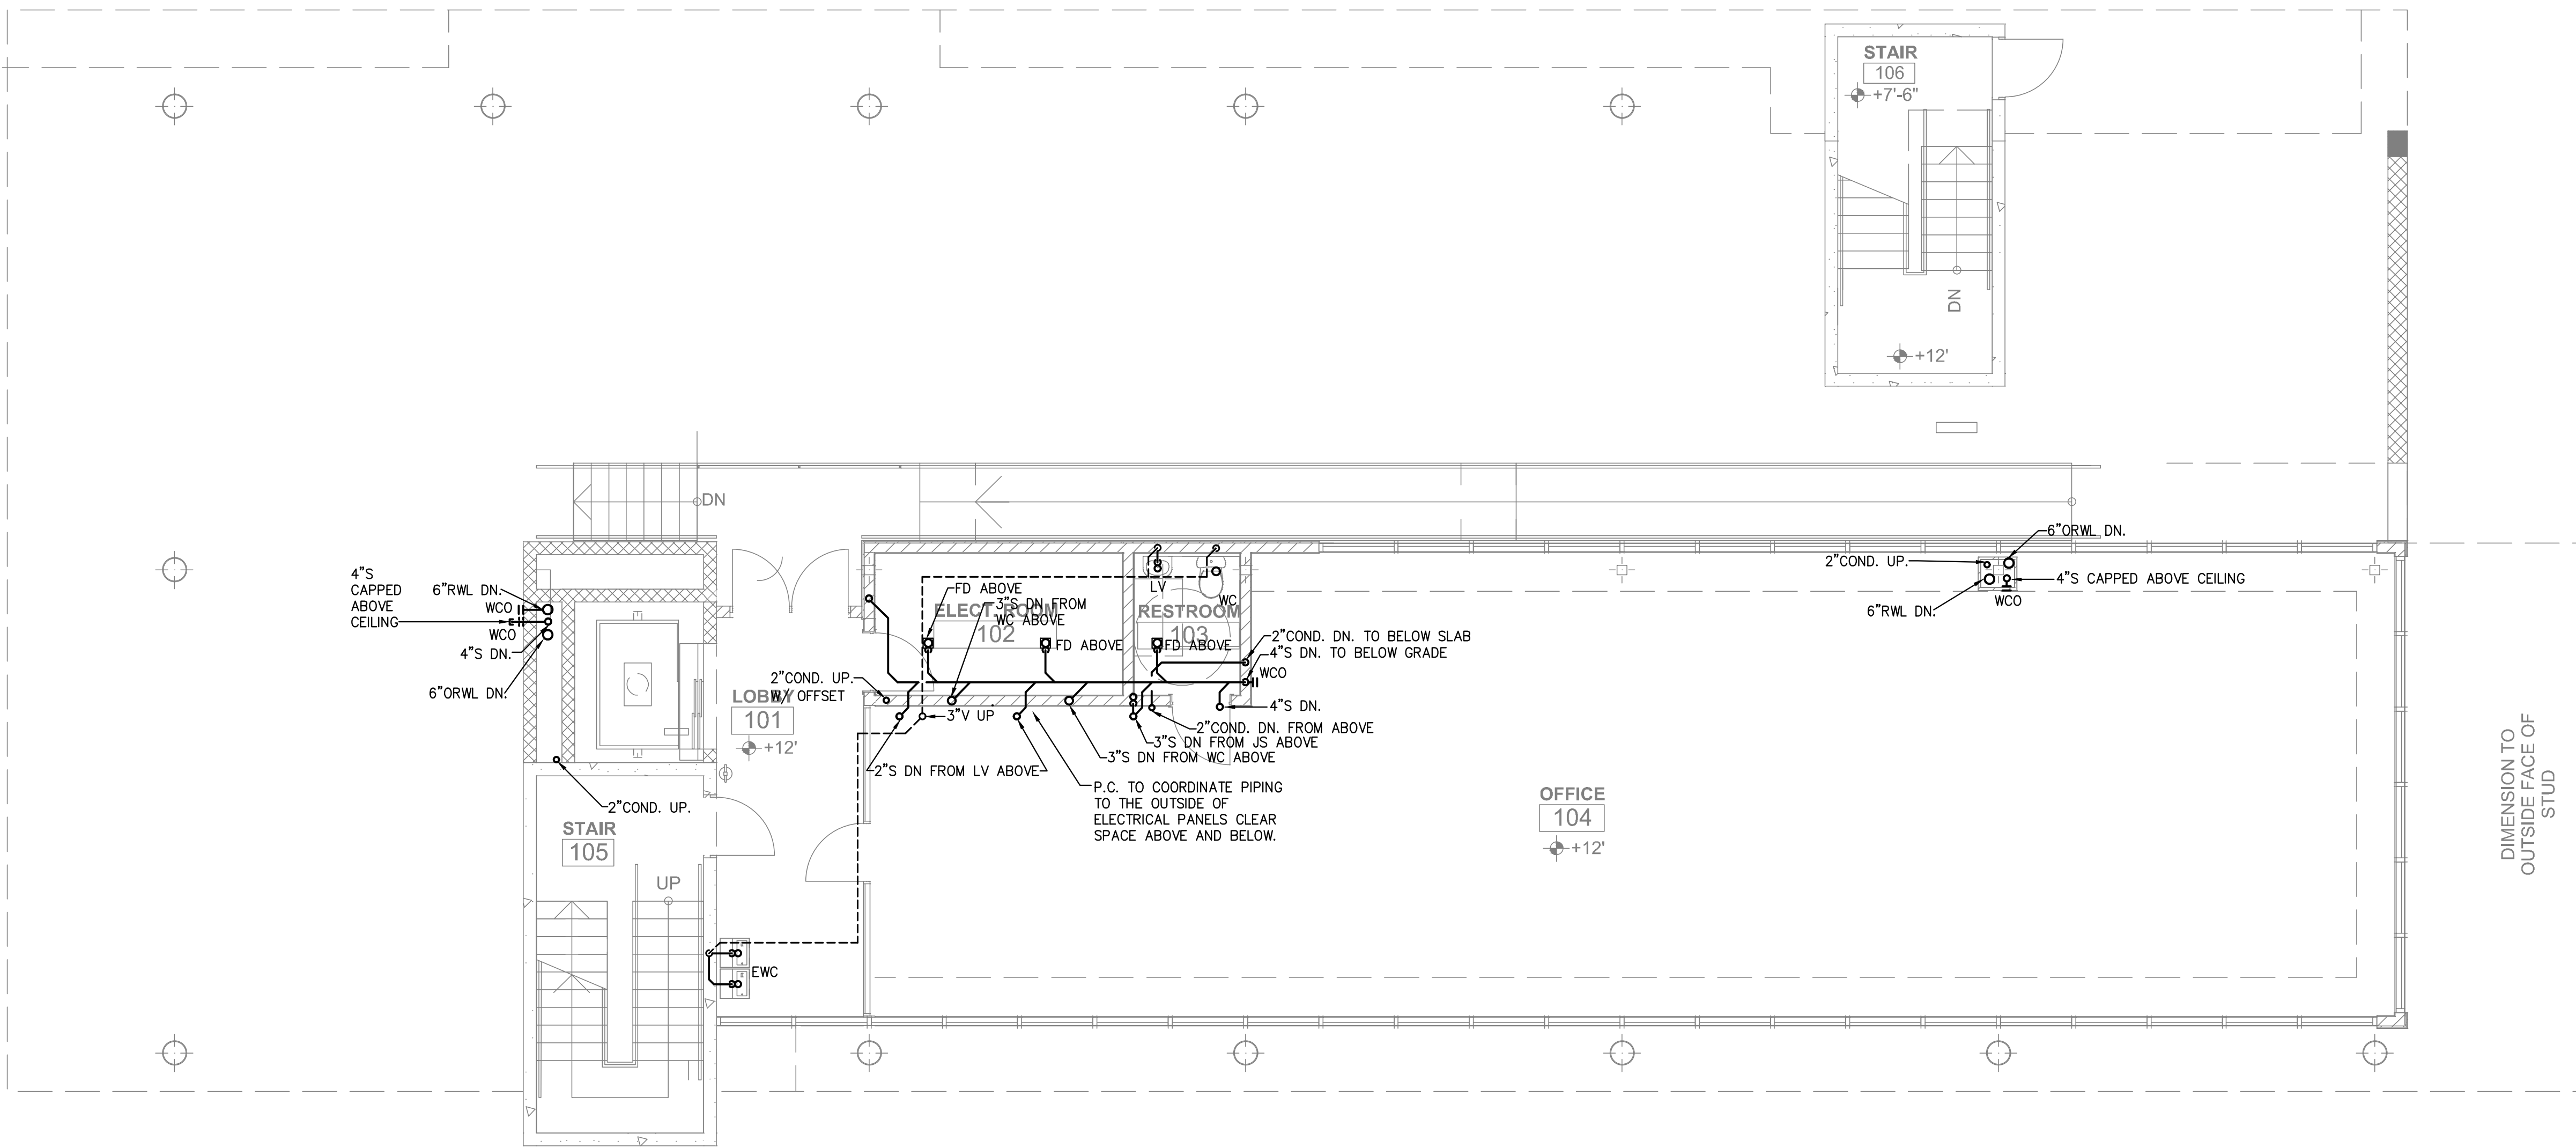 STAIR
106
+7'-6"
DN
+12'
DN
4"S
CAPPED
ABOVE
CEILING
6"RWL DN.
WCO
WCO
4"S DN.
6"ORWL DN.
LOBBY
101
+12'
2"COND. UP.
W/ OFFSET
FD ABOVE
ELECT. ROOM
102
3"S DN FROM
WC ABOVE
FD ABOVE
LV
WC
RESTROOM
103
FD ABOVE
2"COND. DN. TO BELOW SLAB
4"S DN. TO BELOW GRADE
WCO
4"S DN.
2"COND. DN. FROM ABOVE
3"S DN FROM JS ABOVE
3"S DN FROM WC ABOVE
3"V UP
2"S DN FROM LV ABOVE
P.C. TO COORDINATE PIPING
TO THE OUTSIDE OF
ELECTRICAL PANELS CLEAR
SPACE ABOVE AND BELOW.
2"COND. UP.
6"RWL DN.
6"ORWL DN.
4"S CAPPED ABOVE CEILING
WCO
2"COND. UP.
STAIR
105
UP
EWC
OFFICE
104
+12'
DIMENSION TO
OUTSIDE FACE OF
STUD